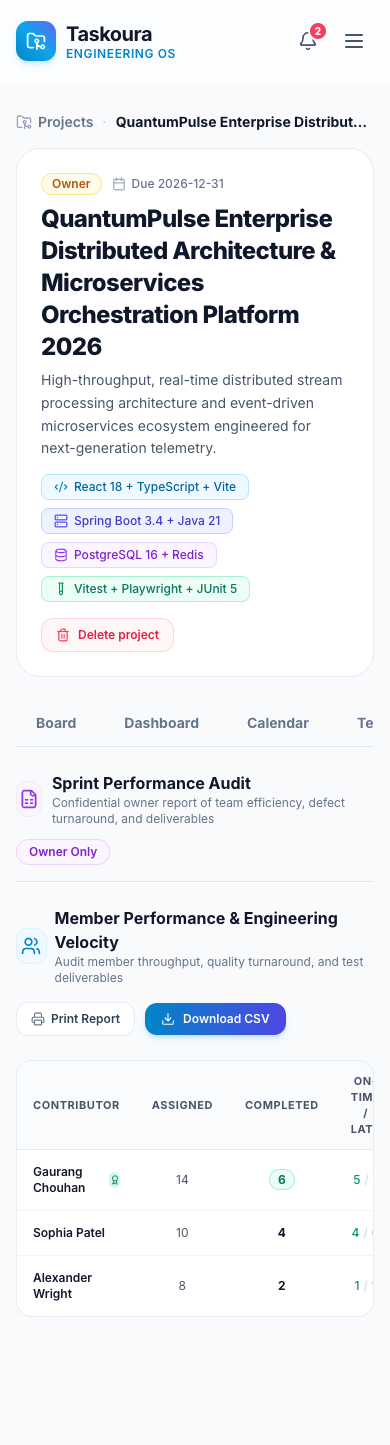 Taskoura
ENGINEERING OS
2
Projects › QuantumPulse Enterprise Distribut...
Owner
Due 2026-12-31
QuantumPulse Enterprise
Distributed Architecture &
Microservices
Orchestration Platform
2026
High-throughput, real-time distributed stream
processing architecture and event-driven
microservices ecosystem engineered for
next-generation telemetry.
React 18 + TypeScript + Vite
Spring Boot 3.4 + Java 21
PostgreSQL 16 + Redis
Vitest + Playwright + JUnit 5
Delete project
Board Dashboard Calendar Te
Sprint Performance Audit
Confidential owner report of team efficiency, defect
turnaround, and deliverables
Owner Only
Member Performance & Engineering
Velocity
Audit member throughput, quality turnaround, and test
deliverables
Print Report
Download CSV
CONTRIBUTOR ASSIGNED COMPLETED ON-
TIM
/
LAT
Gaurang
Chouhan
14 6 5 /
Sophia Patel 10 4 4 /
Alexander
Wright
8 2 1 /